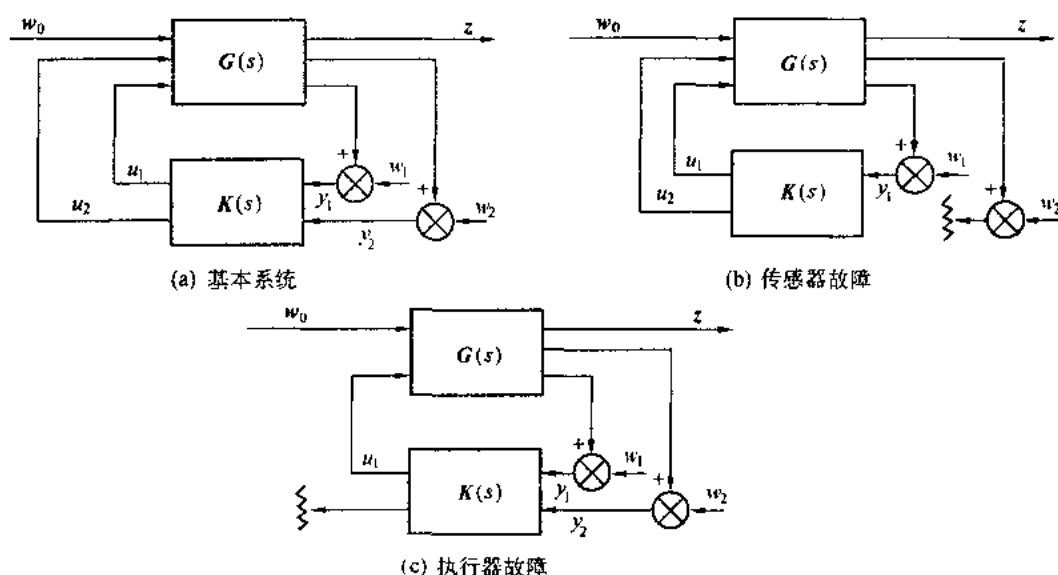 w₀
z
G(s)
u₁
u₂
K(s)
+
w₁
y₁
+
w₂
y₂
(a) 基本系统
w₀
z
G(s)
u₁
u₂
K(s)
+
w₁
y₁
+
w₂
(b) 传感器故障
w₀
z
G(s)
u₁
K(s)
+
w₁
y₁
+
w₂
y₂
(c) 执行器故障